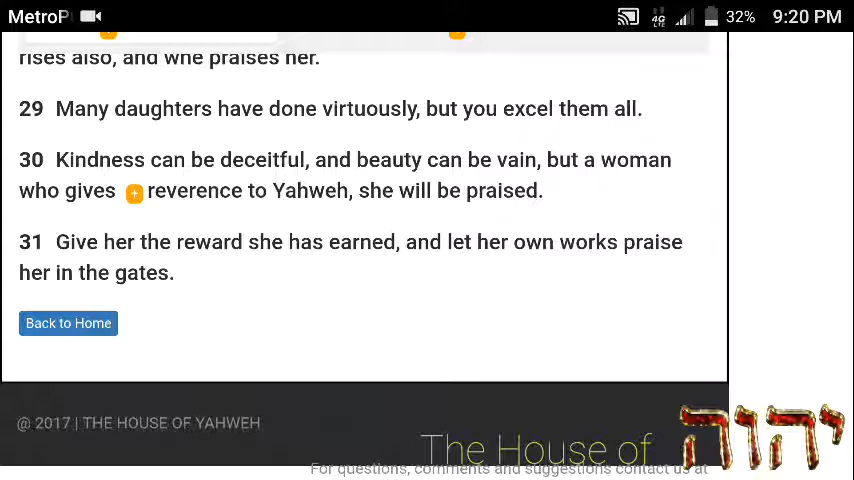 MetroP
4G
LTE
32%
9:20 PM
rises also, and whe praises her.
29 Many daughters have done virtuously, but you excel them all.
30 Kindness can be deceitful, and beauty can be vain, but a woman
who gives + reverence to Yahweh, she will be praised.
31 Give her the reward she has earned, and let her own works praise
her in the gates.
Back to Home
@ 2017 | THE HOUSE OF YAHWEH
The House of יהוה
For questions, comments and suggestions contact us at